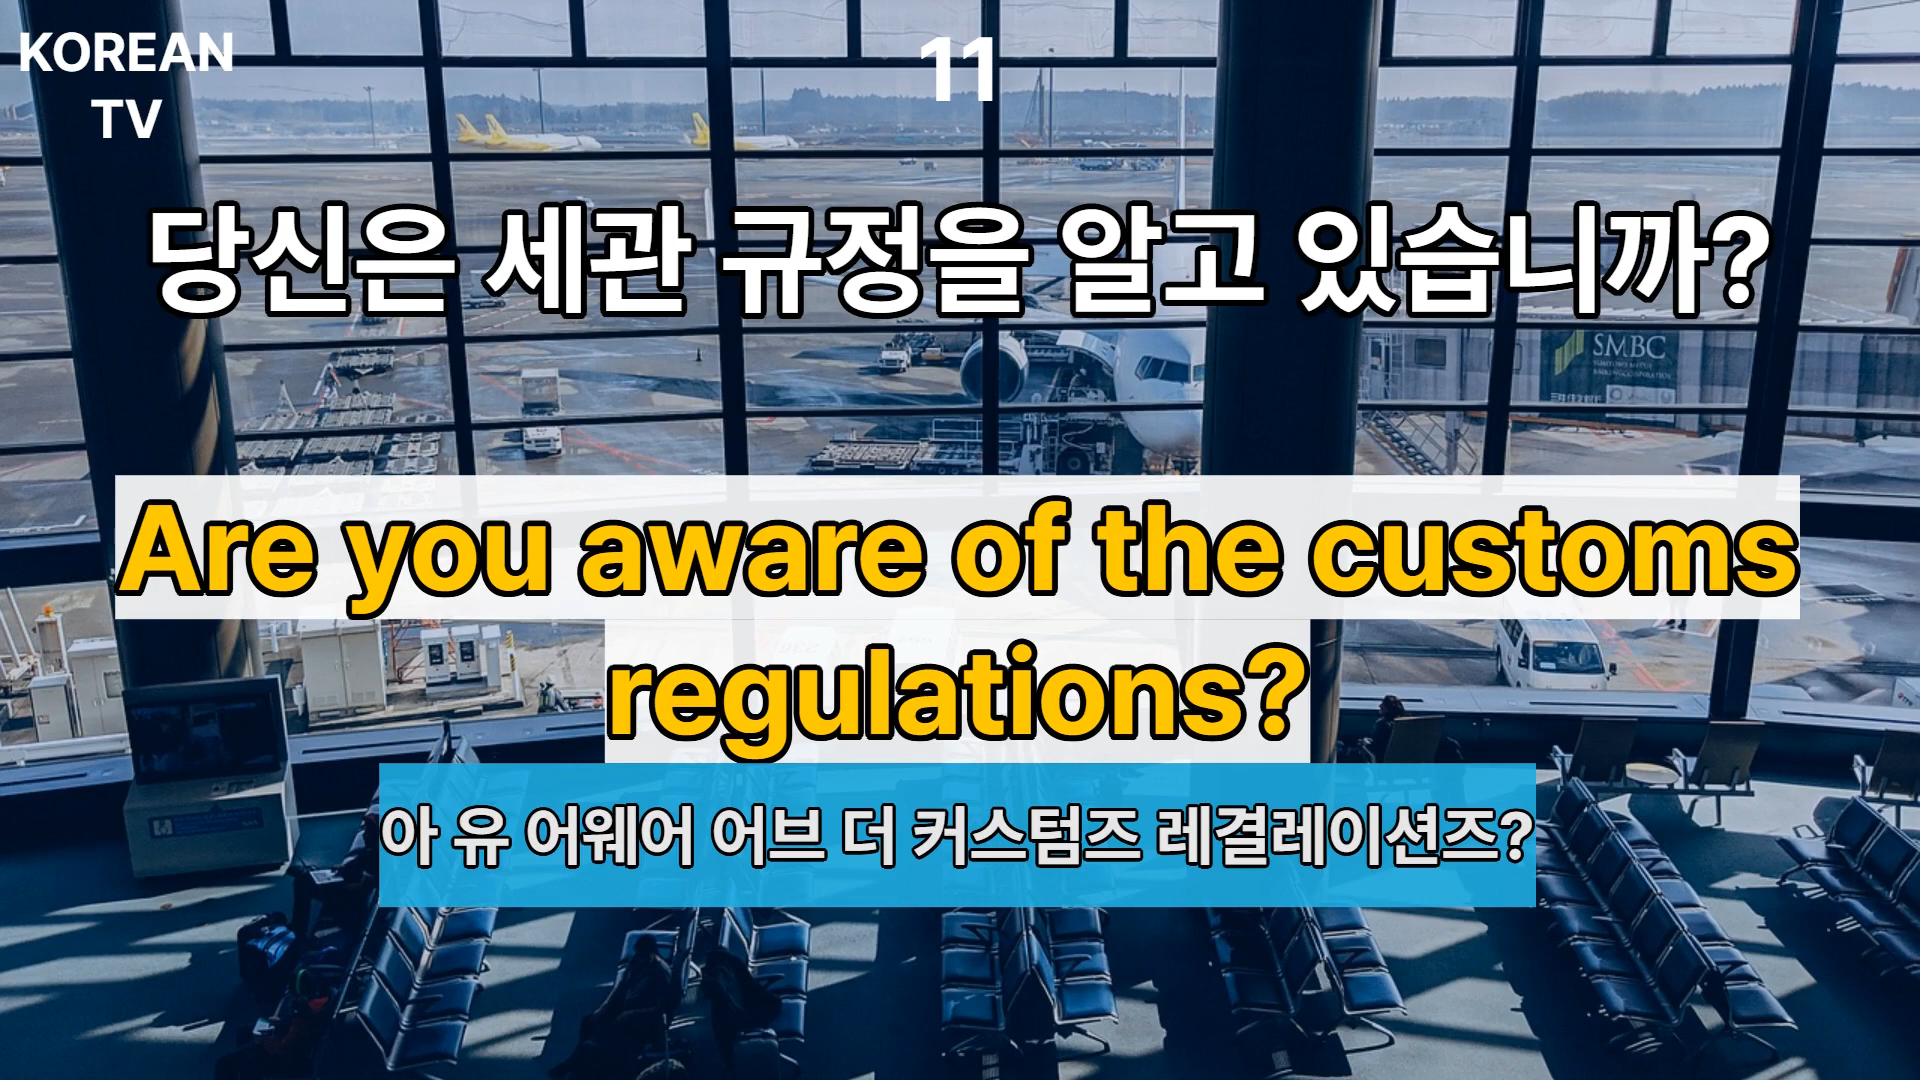 KOREAN
TV
11
당신은 세관 규정을 알고 있습니까?
SMBC
Are you aware of the customs
regulations?
아 유 어웨어 어브 더 커스텀즈 레결레이션즈?